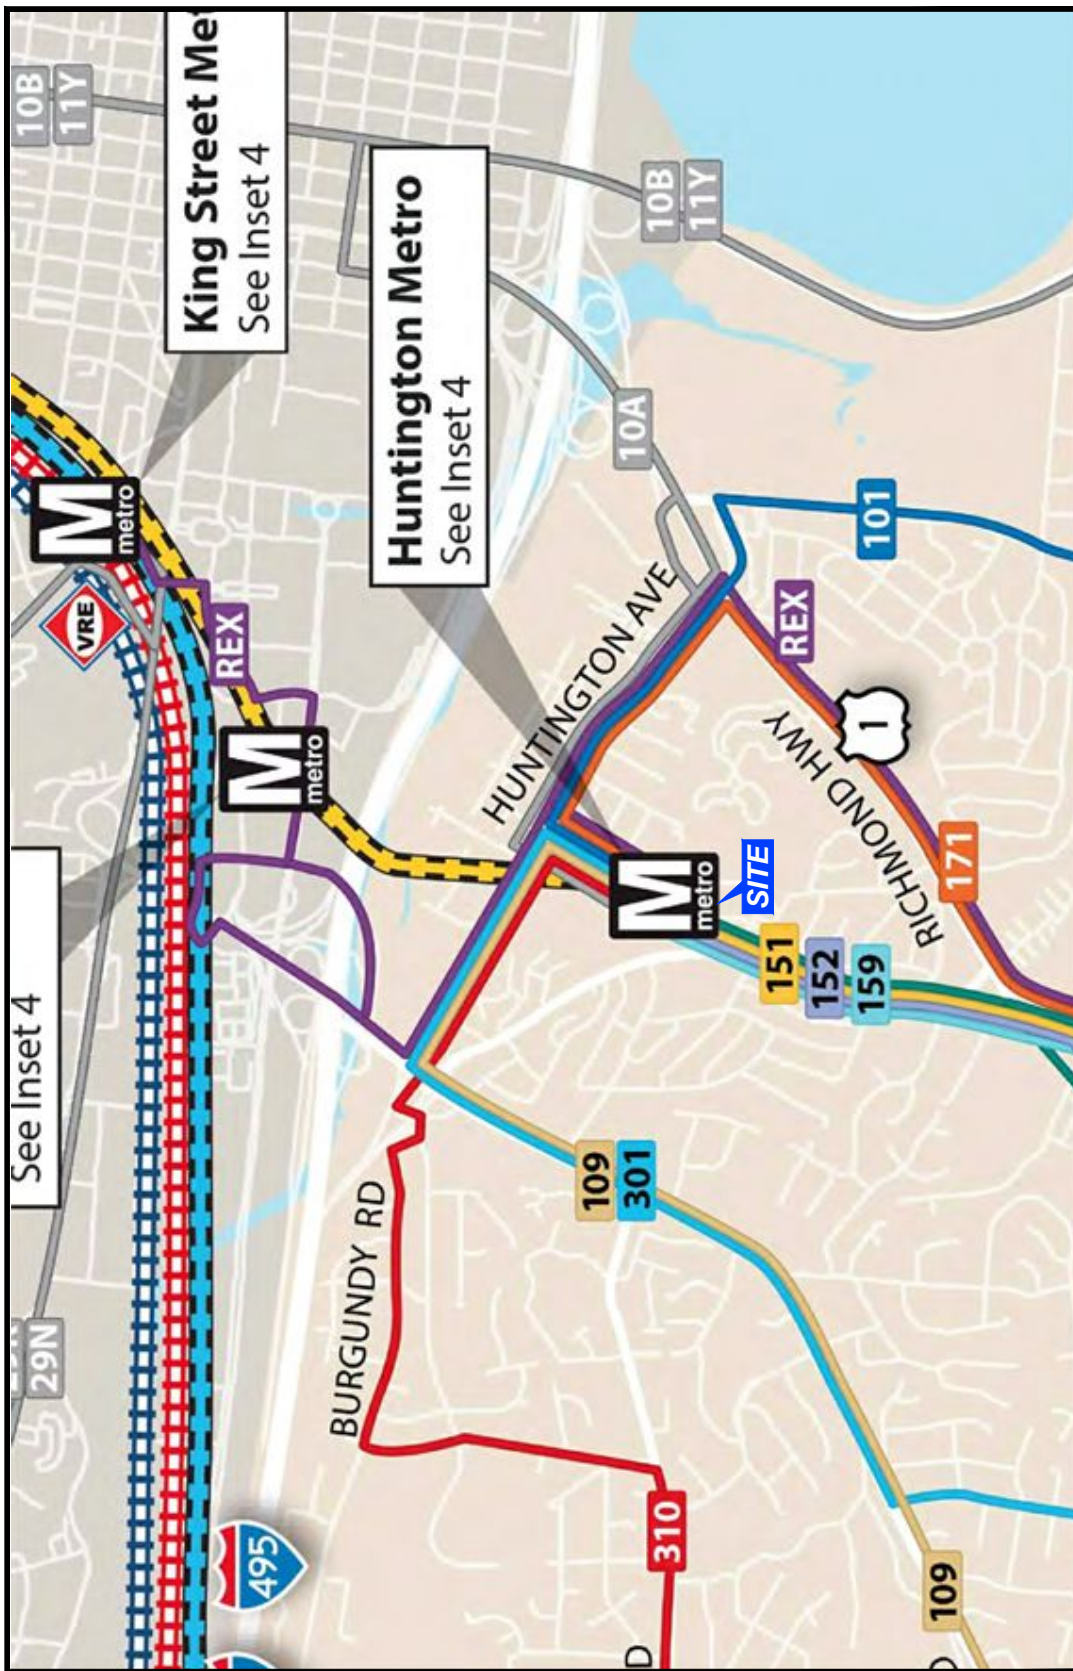 10B
11Y
King Street Met
See Inset 4
Huntington Metro
See Inset 4
10B
11Y
10A
M
metro
VRE
REX
HUNTINGTON AVE
101
REX
1
RICHMOND HWY
171
M
metro
M
metro
SITE
151
152
159
See Inset 4
109
301
BURGUNDY RD
29N
310
495
109
D